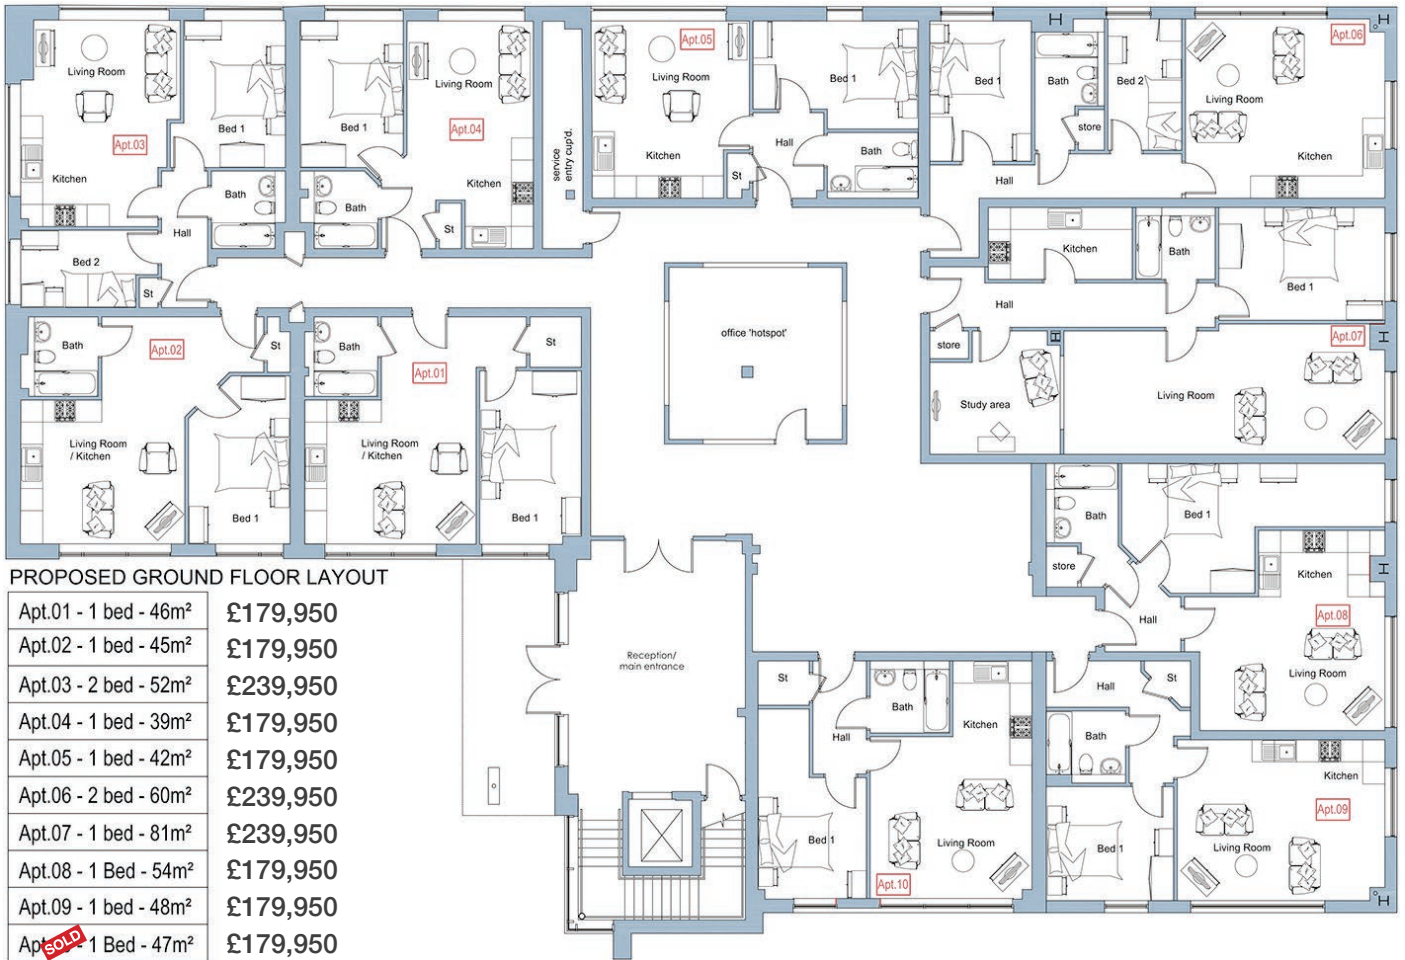 Living Room
Apt.03
Kitchen
Bed 1
Bath
Hall
Bed 2
St
Bed 1
Living Room
Apt.04
Kitchen
Bath
St
service
entry cup'd.
Apt.05
Living Room
Kitchen
St
Hall
Bed 1
Bath
Bed 1
Bath
store
Bed 2
Apt.06
Living Room
Kitchen
Hall
Kitchen
Bath
Bed 1
Hall
store
Study area
Living Room
Apt.07
office 'hotspot'
Bath
Apt.02
St
Living Room
/ Kitchen
Bed 1
Bath
Apt.01
St
Living Room
/ Kitchen
Bed 1
Bath
Bed 1
store
Hall
Kitchen
Apt.08
Living Room
Reception/
main entrance
St
Hall
Bath
Kitchen
Bed 1
Living Room
Apt.10
Hall
St
Bath
Bed 1
Kitchen
Apt.09
Living Room
PROPOSED GROUND FLOOR LAYOUT
Apt.01 - 1 bed - 46m² £179,950
Apt.02 - 1 bed - 45m² £179,950
Apt.03 - 2 bed - 52m² £239,950
Apt.04 - 1 bed - 39m² £179,950
Apt.05 - 1 bed - 42m² £179,950
Apt.06 - 2 bed - 60m² £239,950
Apt.07 - 1 bed - 81m² £239,950
Apt.08 - 1 Bed - 54m² £179,950
Apt.09 - 1 bed - 48m² £179,950
Apt SOLD - 1 Bed - 47m² £179,950